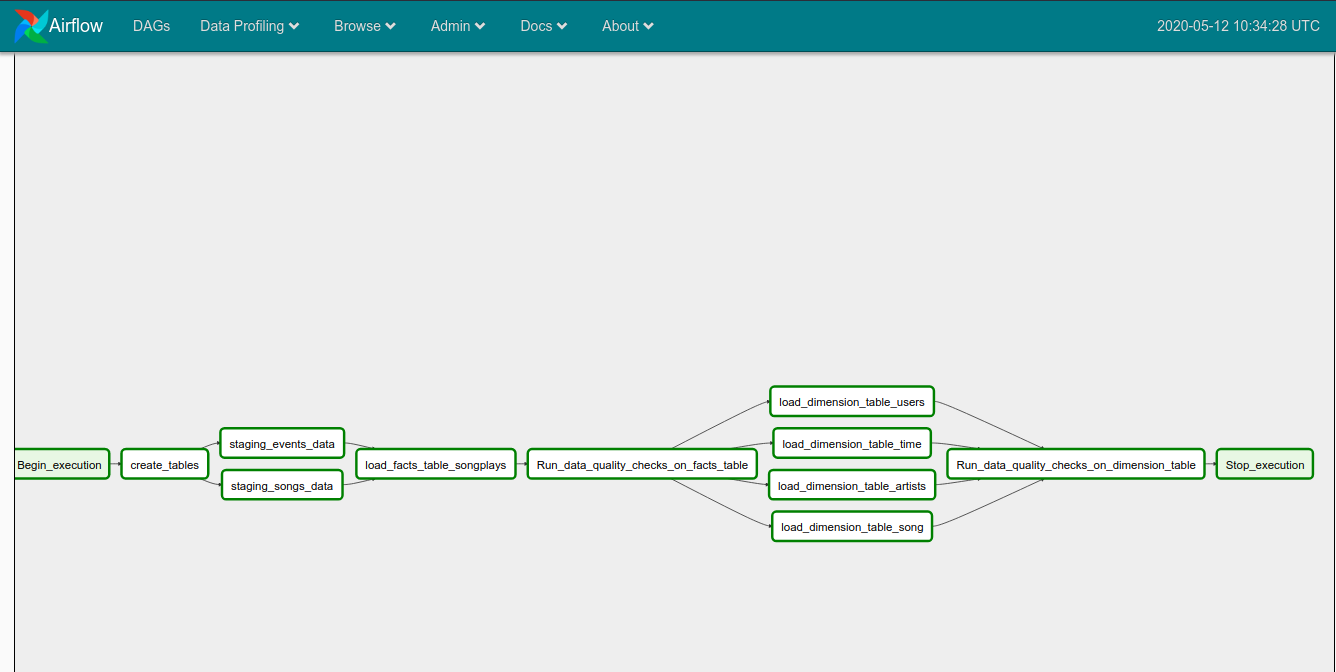 Airflow DAGs Data Profiling Browse Admin Docs About 2020-05-12 10:34:28 UTC
Begin_execution
create_tables
staging_events_data
staging_songs_data
load_facts_table_songplays
Run_data_quality_checks_on_facts_table
load_dimension_table_users
load_dimension_table_time
load_dimension_table_artists
load_dimension_table_song
Run_data_quality_checks_on_dimension_table
Stop_execution